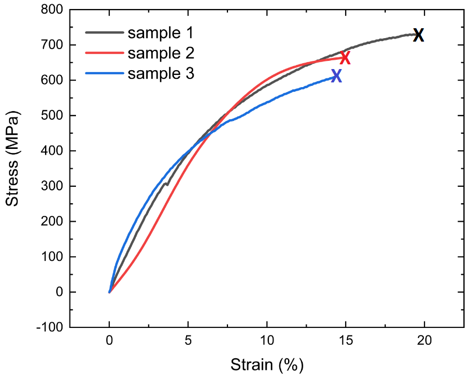 800
700
600
500
400
300
200
100
0
-100
Stress (MPa)
sample 1
sample 2
sample 3
X
X
X
0 5 10 15 20
Strain (%)